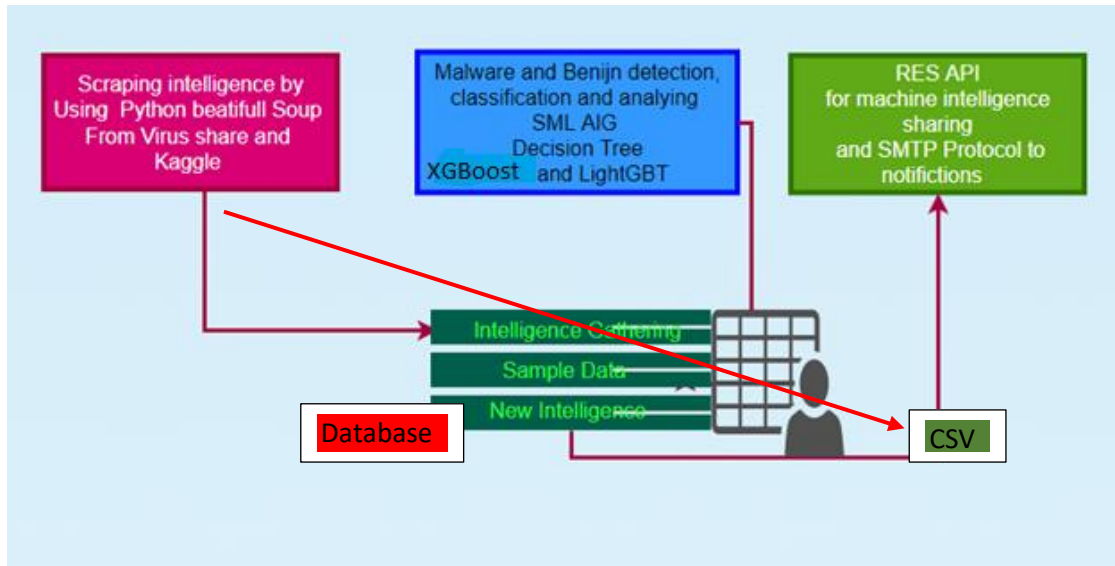 Scraping intelligence by
Using Python beatifull Soup
From Virus share and
Kaggle
Malware and Benijn detection,
classification and analying
SML AIG
Decision Tree
XGBoost and LightGBT
RES API
for machine intelligence
sharing
and SMTP Protocol to
notifictions
Intelligence Gathering
Sample Data
New Intelligence
Database
CSV